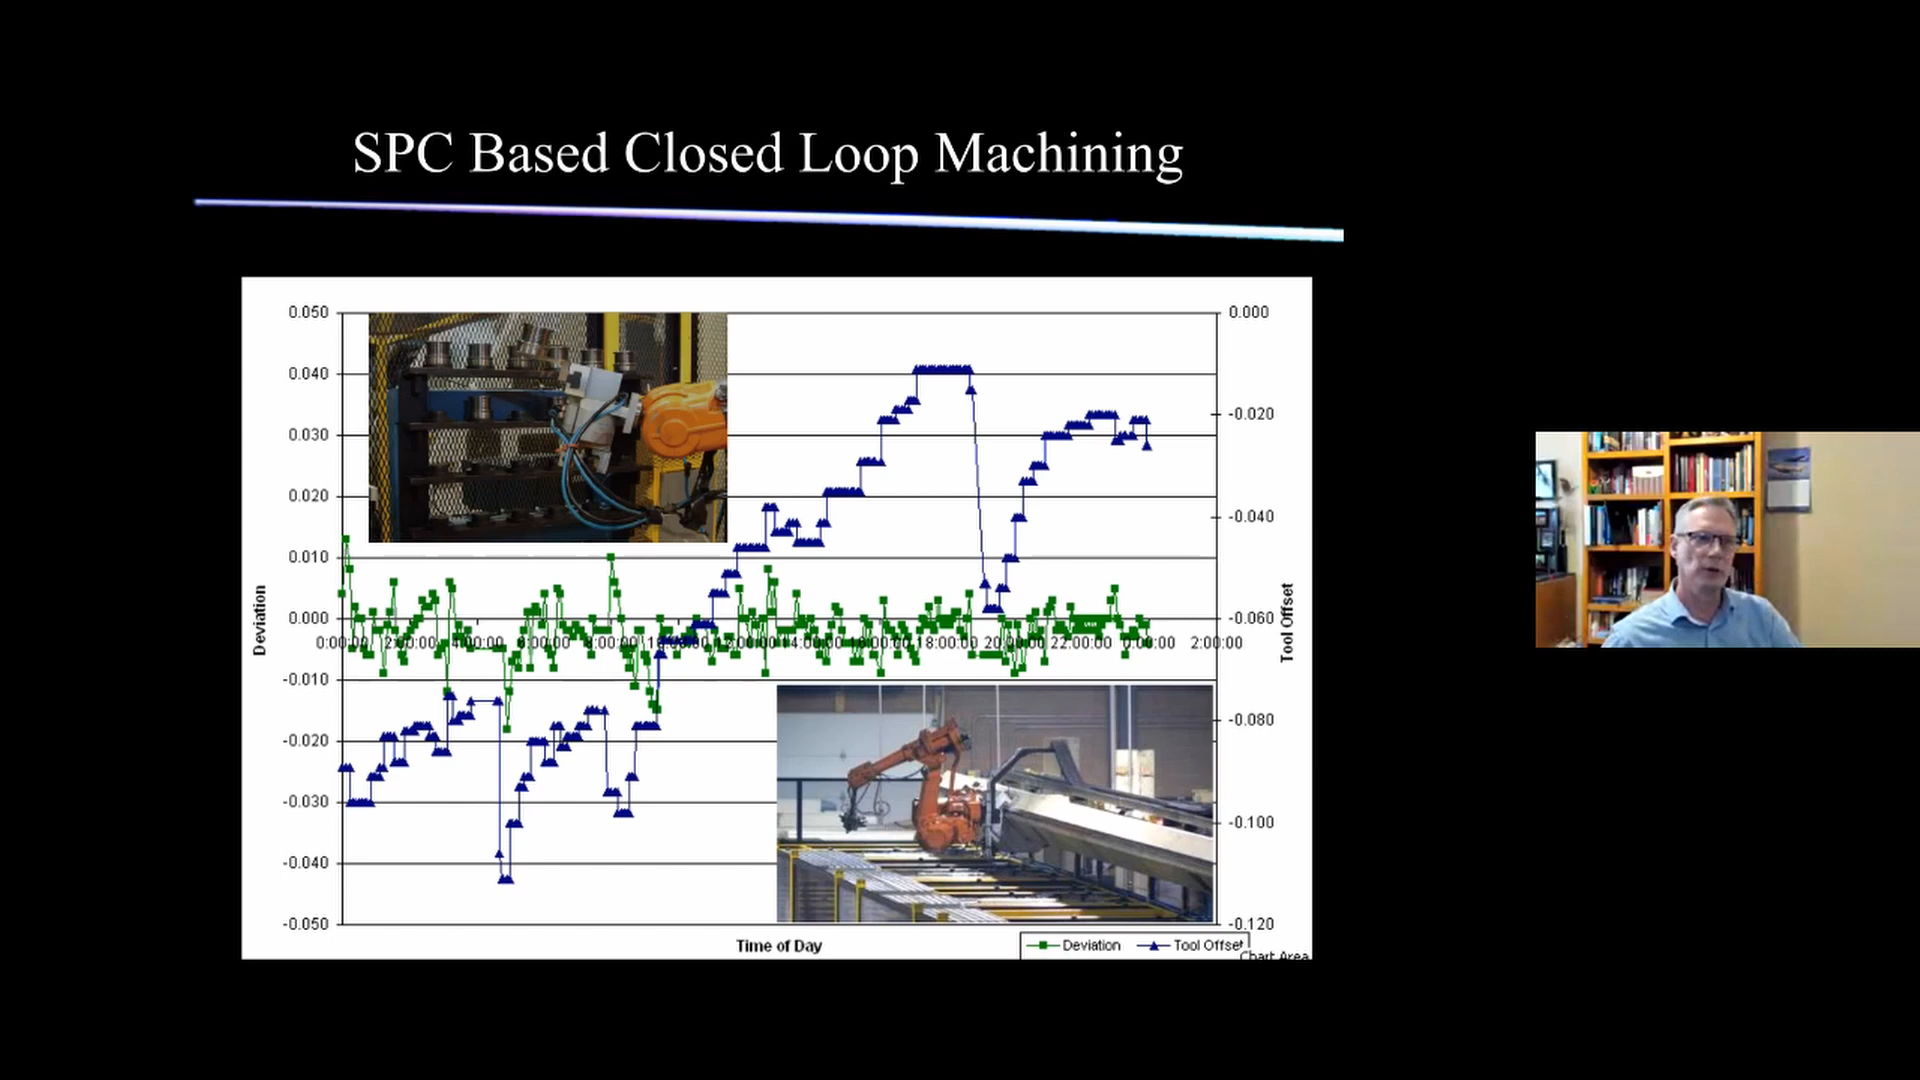 SPC Based Closed Loop Machining
0.050
0.040
0.030
0.020
0.010
0.000
-0.010
-0.020
-0.030
-0.040
-0.050
Deviation
0:00:00 2:00:00 4:00:00 6:00:00 8:00:00 10:00:00 12:00:00 14:00:00 16:00:00 18:00:00 20:00:00 22:00:00 0:00:00 2:00:00
0.000
-0.020
-0.040
-0.060
-0.080
-0.100
-0.120
Tool Offset
Time of Day
Deviation Tool Offset
Chart Area